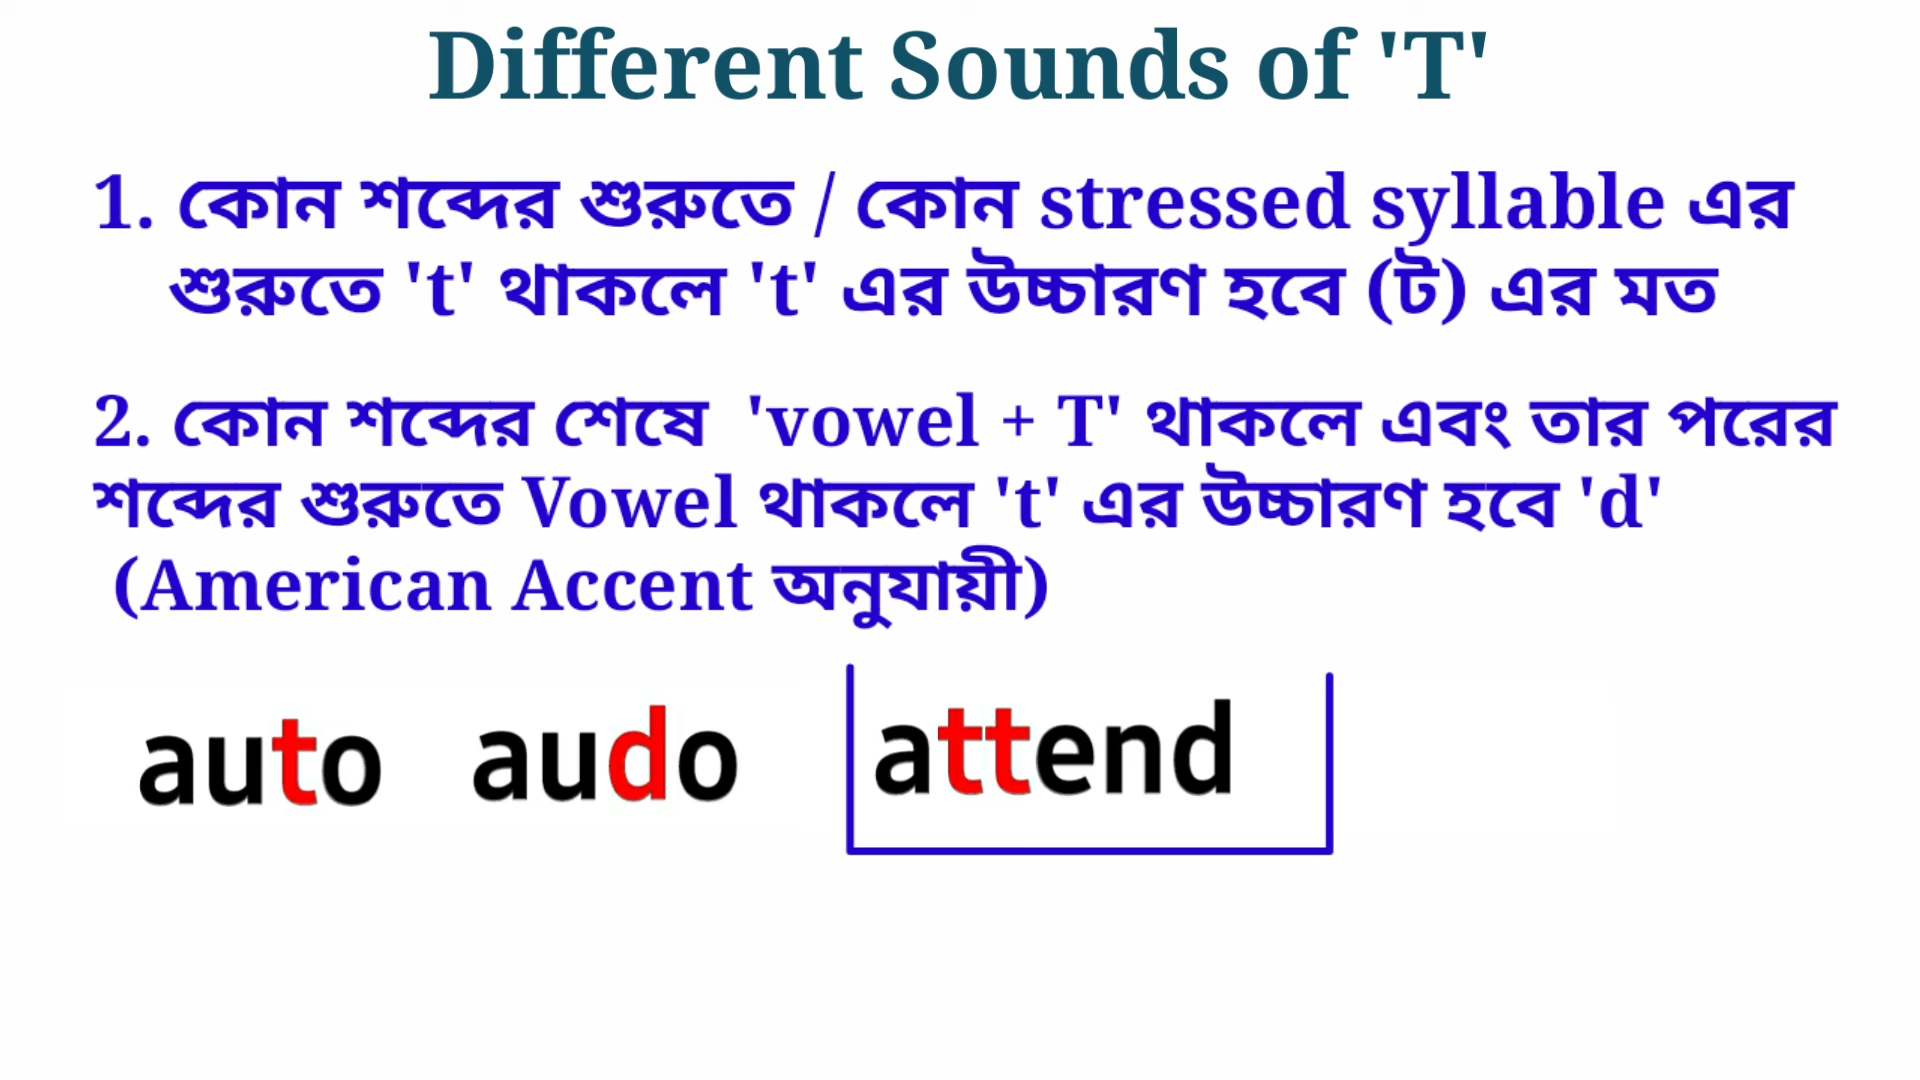 Different Sounds of 'T'
1. কোন শব্দের শুরুতে / কোন stressed syllable এর
শুরুতে 't' থাকলে 't' এর উচ্চারণ হবে (ট) এর মত
2. কোন শব্দের শেষে 'vowel + T' থাকলে এবং তার পরের
শব্দের শুরুতে Vowel থাকলে 't' এর উচ্চারণ হবে 'd'
(American Accent অনুযায়ী)
auto audo attend